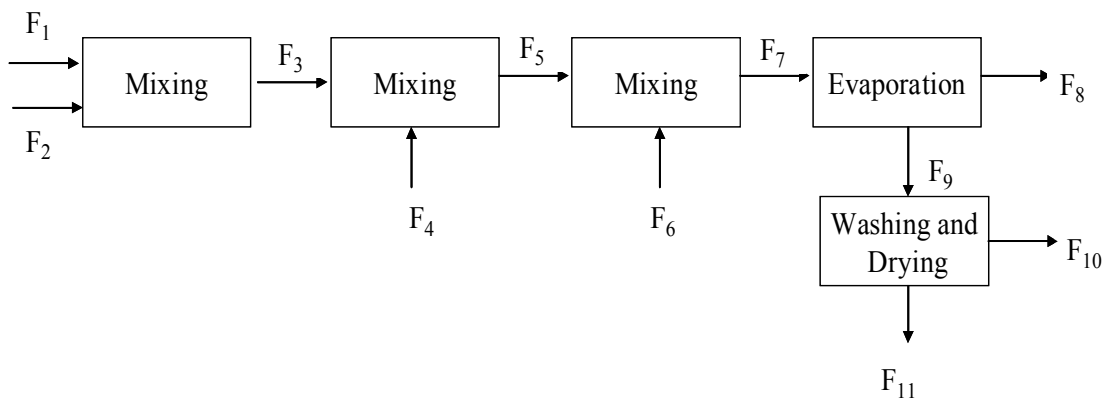 F₁
F₂
Mixing
F₃
Mixing
F₄
F₅
Mixing
F₆
F₇
Evaporation
F₈
F₉
Washing and
Drying
F₁₀
F₁₁